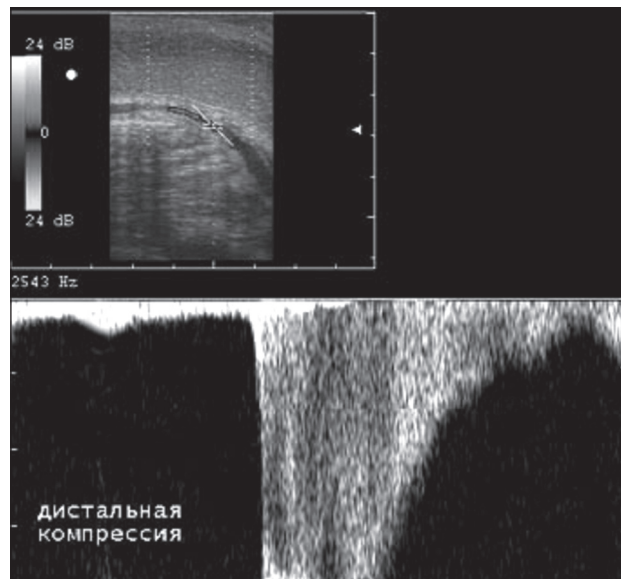 24 dB
0
24 dB
2543 Hz
дистальная
компрессия